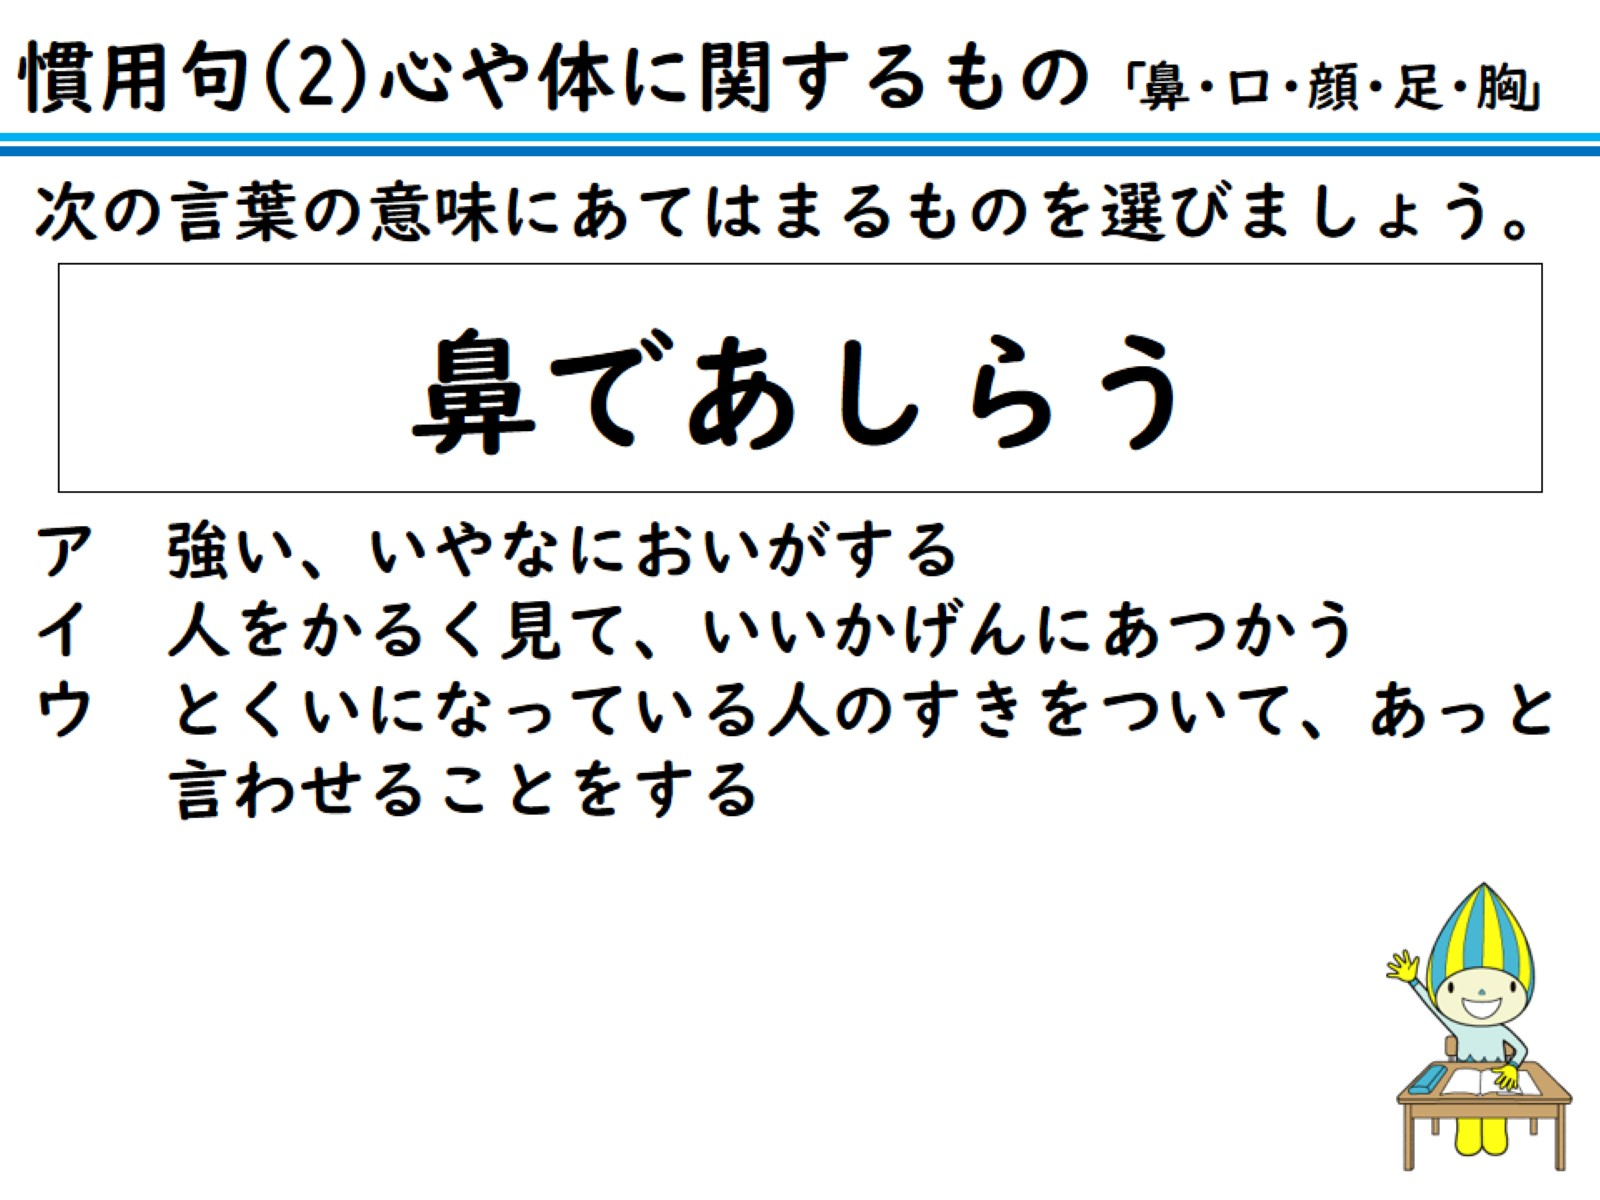 慣用句(2)心や体に関するもの「鼻・口・顔・足・胸」
次の言葉の意味にあてはまるものを選びましょう。
鼻であしらう
ア　強い、いやなにおいがする
イ　人をかるく見て、いいかげんにあつかう
ウ　とくいになっている人のすきをついて、あっと
言わせることをする